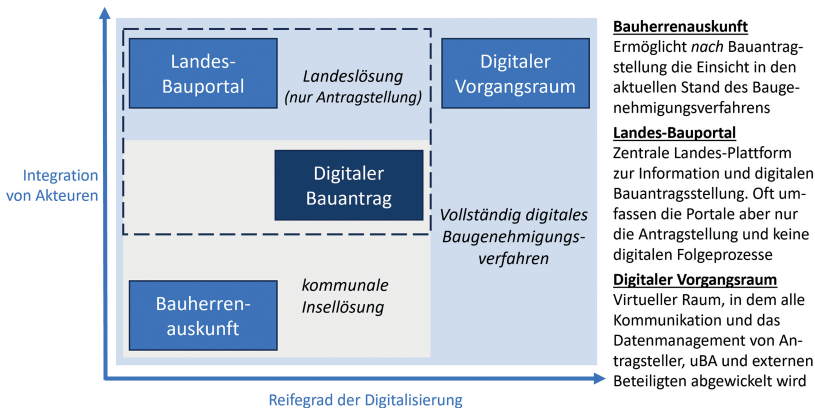 Landes-
Bauportal
Landeslösung
(nur Antragstellung)
Digitaler
Vorgangsraum
Digitaler
Bauantrag
Integration
von Akteuren
Vollständig digitales
Baugenehmigungs-
verfahren
Bauherren-
auskunft
kommunale
Insellösung
Reifegrad der Digitalisierung
Bauherrenauskunft
Ermöglicht nach Bauantrag-
stellung die Einsicht in den
aktuellen Stand des Bauge-
nehmigungsverfahrens
Landes-Bauportal
Zentrale Landes-Plattform
zur Information und digitalen
Bauantragsstellung. Oft um-
fassen die Portale aber nur
die Antragstellung und keine
digitalen Folgeprozesse
Digitaler Vorgangsraum
Virtueller Raum, in dem alle
Kommunikation und das
Datenmanagement von An-
tragsteller, uBA und externen
Beteiligten abgewickelt wird